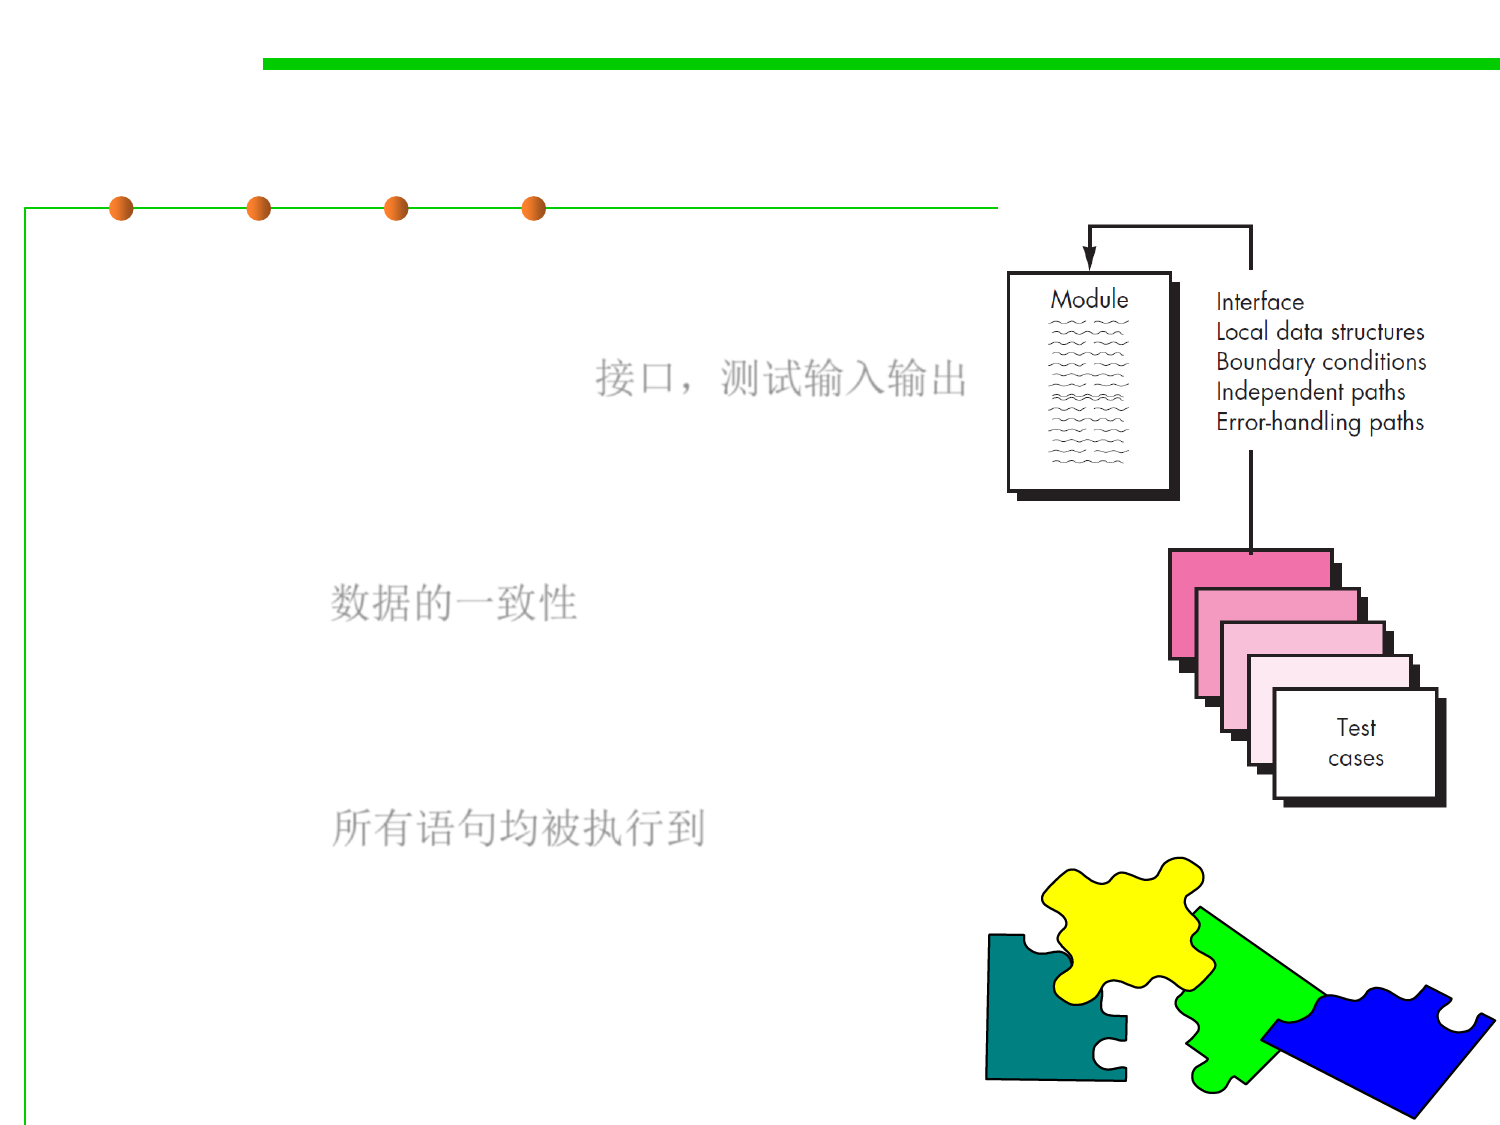 接口，测试输入输出
数据的一致性
所有语句均被执行到
Module
Interface
Local data structures
Boundary conditions
Independent paths
Error-handling paths
Test
cases